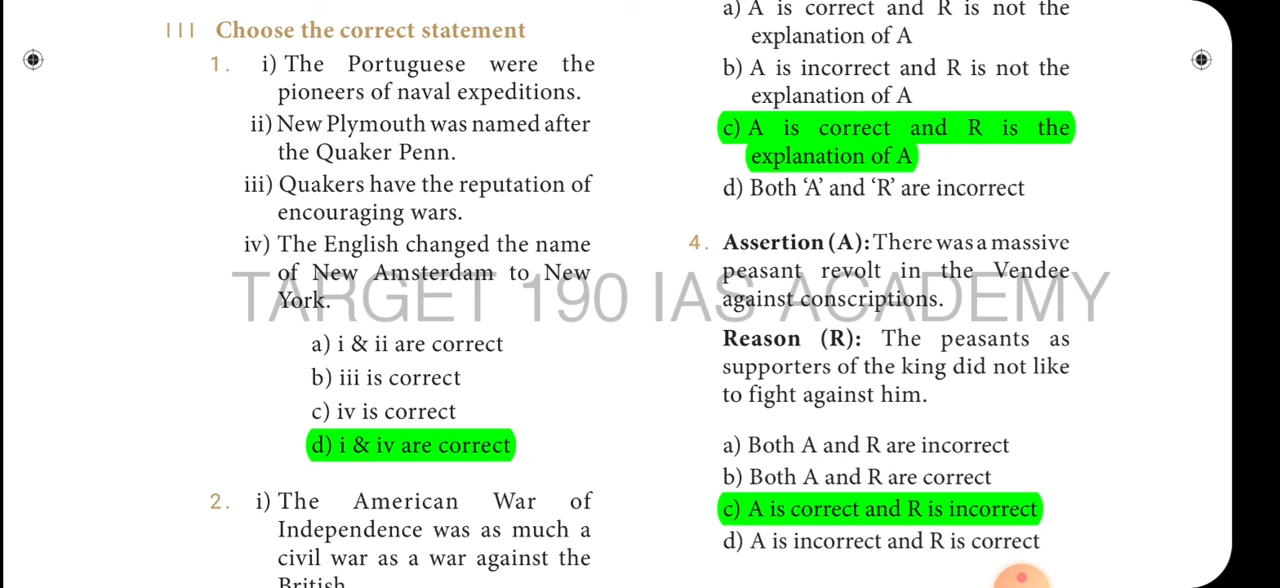 III Choose the correct statement
1. i) The Portuguese were the
pioneers of naval expeditions.
ii) New Plymouth was named after
the Quaker Penn.
iii) Quakers have the reputation of
encouraging wars.
iv) The English changed the name
of New Amsterdam to New
York.
a) i & ii are correct
b) iii is correct
c) iv is correct
d) i & iv are correct
2. i) The American War of
Independence was as much a
civil war as a war against the
British.
a) A is correct and R is not the
explanation of A
b) A is incorrect and R is not the
explanation of A
c) A is correct and R is the
explanation of A
d) Both ‘A’ and ‘R’ are incorrect
4. Assertion (A): There was a massive
peasant revolt in the Vendee
against conscriptions.
Reason (R): The peasants as
supporters of the king did not like
to fight against him.
a) Both A and R are incorrect
b) Both A and R are correct
c) A is correct and R is incorrect
d) A is incorrect and R is correct
TARGET 190 IAS ACADEMY